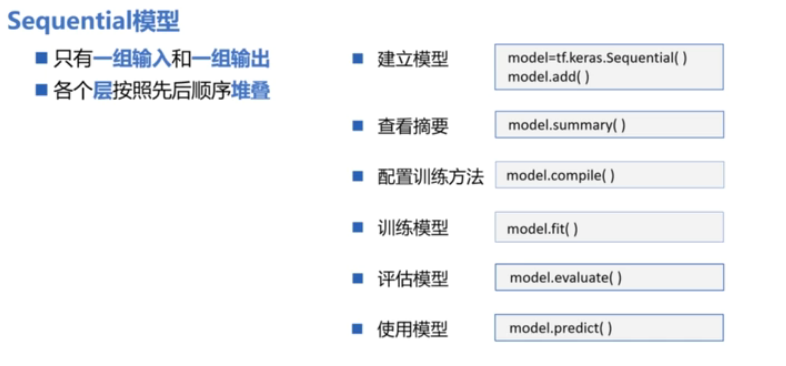 Sequential模型
■ 只有一组输入和一组输出
■ 各个层按照先后顺序堆叠
■ 建立模型
model=tf.keras.Sequential( )
model.add( )
■ 查看摘要
model.summary( )
■ 配置训练方法
model.compile( )
■ 训练模型
model.fit( )
■ 评估模型
model.evaluate( )
■ 使用模型
model.predict( )